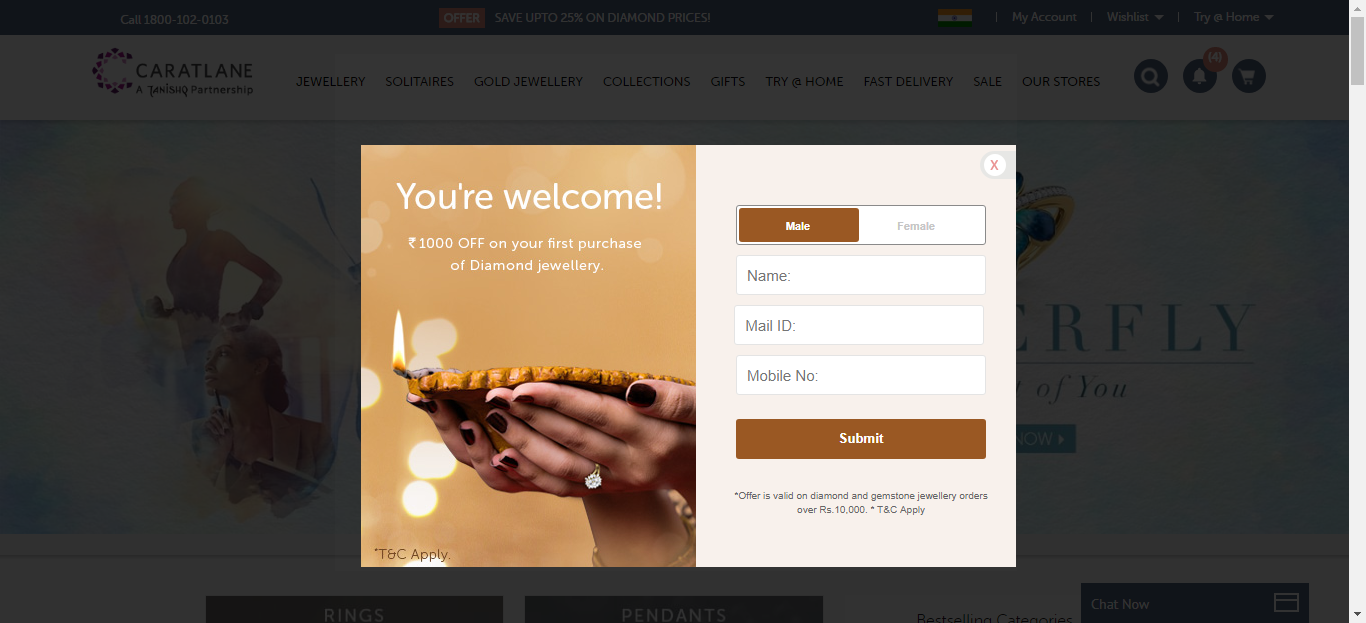 Call 1800-102-0103
OFFER SAVE UPTO 25% ON DIAMOND PRICES!
My Account
Wishlist
Try @ Home
CARATLANE
A TANISHQ Partnership
JEWELLERY SOLITAIRES GOLD JEWELLERY COLLECTIONS GIFTS TRY @ HOME FAST DELIVERY SALE OUR STORES
(4)
You're welcome!
₹1000 OFF on your first purchase
of Diamond jewellery.
*T&C Apply.
X
Male Female
Name:
Mail ID:
Mobile No:
Submit
*Offer is valid on diamond and gemstone jewellery orders
over Rs.10,000. * T&C Apply
ERFLY
of You
NOW
RINGS
PENDANTS
Bestselling Categories
Chat Now